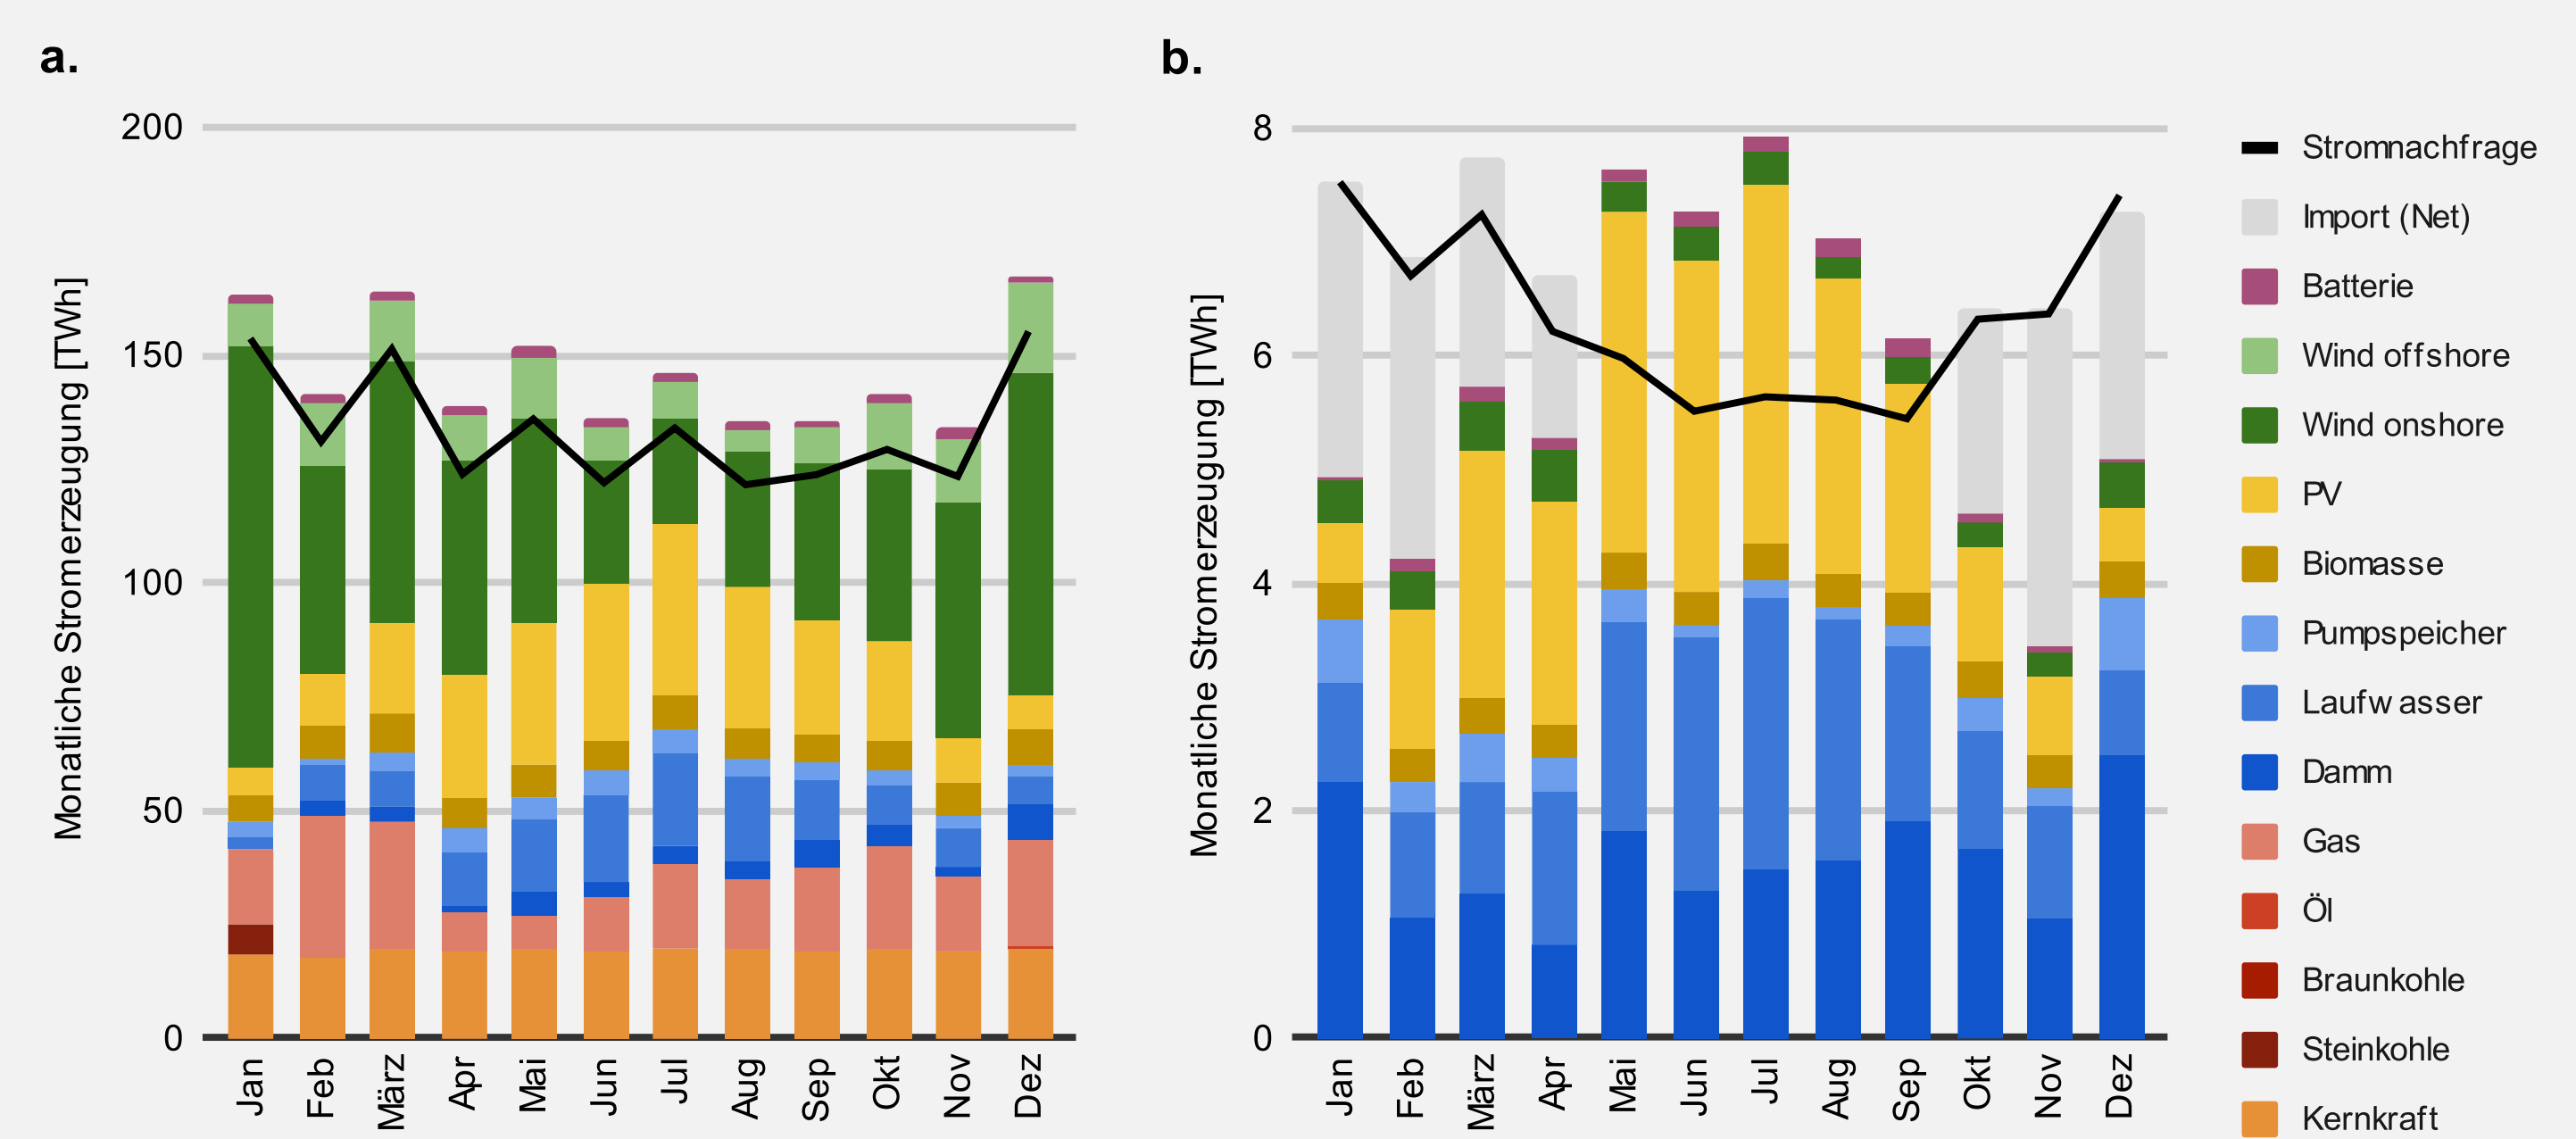 a.
Monatliche Stromerzeugung [TWh]
200
150
100
50
0
Jan
Feb
März
Apr
Mai
Jun
Jul
Aug
Sep
Okt
Nov
Dez
b.
Monatliche Stromerzeugung [TWh]
8
6
4
2
0
Jan
Feb
März
Apr
Mai
Jun
Jul
Aug
Sep
Okt
Nov
Dez
Stromnachfrage
Import (Net)
Batterie
Wind offshore
Wind onshore
PV
Biomasse
Pumpspeicher
Laufwasser
Damm
Gas
Öl
Braunkohle
Steinkohle
Kernkraft